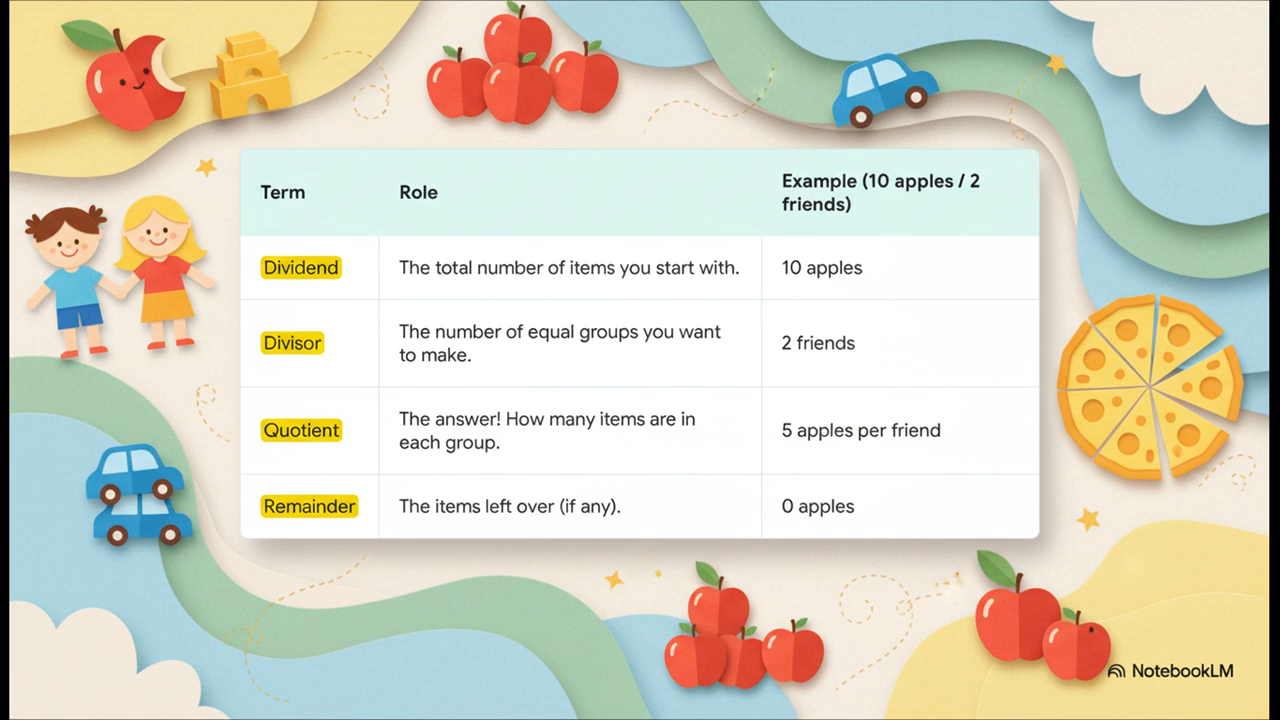 Term
Role
Example (10 apples / 2
friends)
Dividend
The total number of items you start with.
10 apples
Divisor
The number of equal groups you want
to make.
2 friends
Quotient
The answer! How many items are in
each group.
5 apples per friend
Remainder
The items left over (if any).
0 apples
NotebookLM